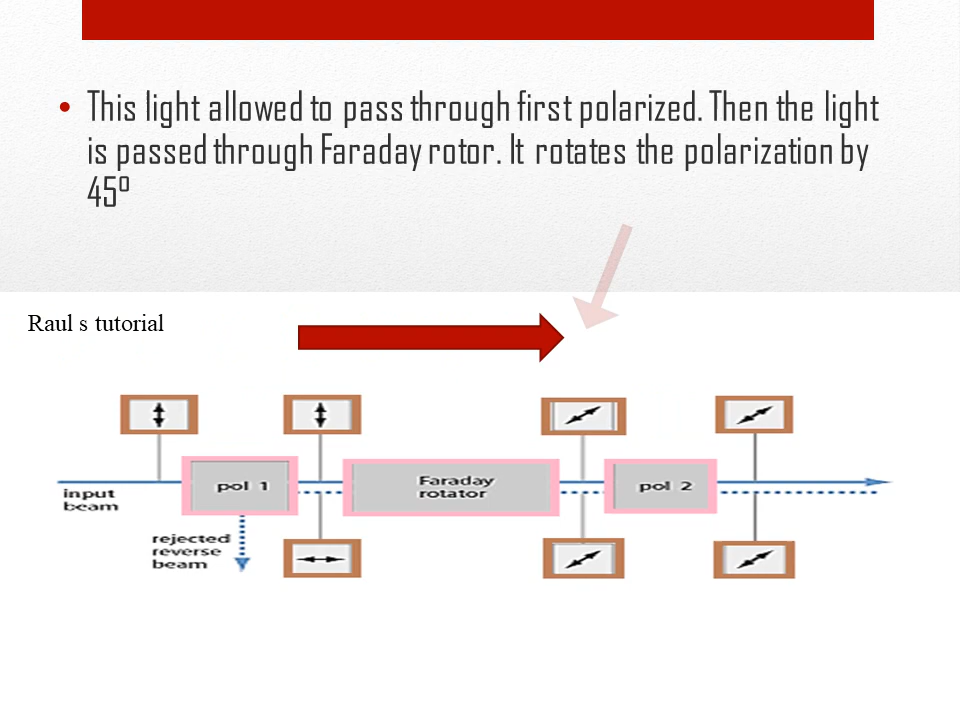 • This light allowed to pass through first polarized. Then the light
is passed through Faraday rotor. It rotates the polarization by
45º
Raul s tutorial
pol 1
Faraday
rotator
pol 2
input
beam
rejected
reverse
beam